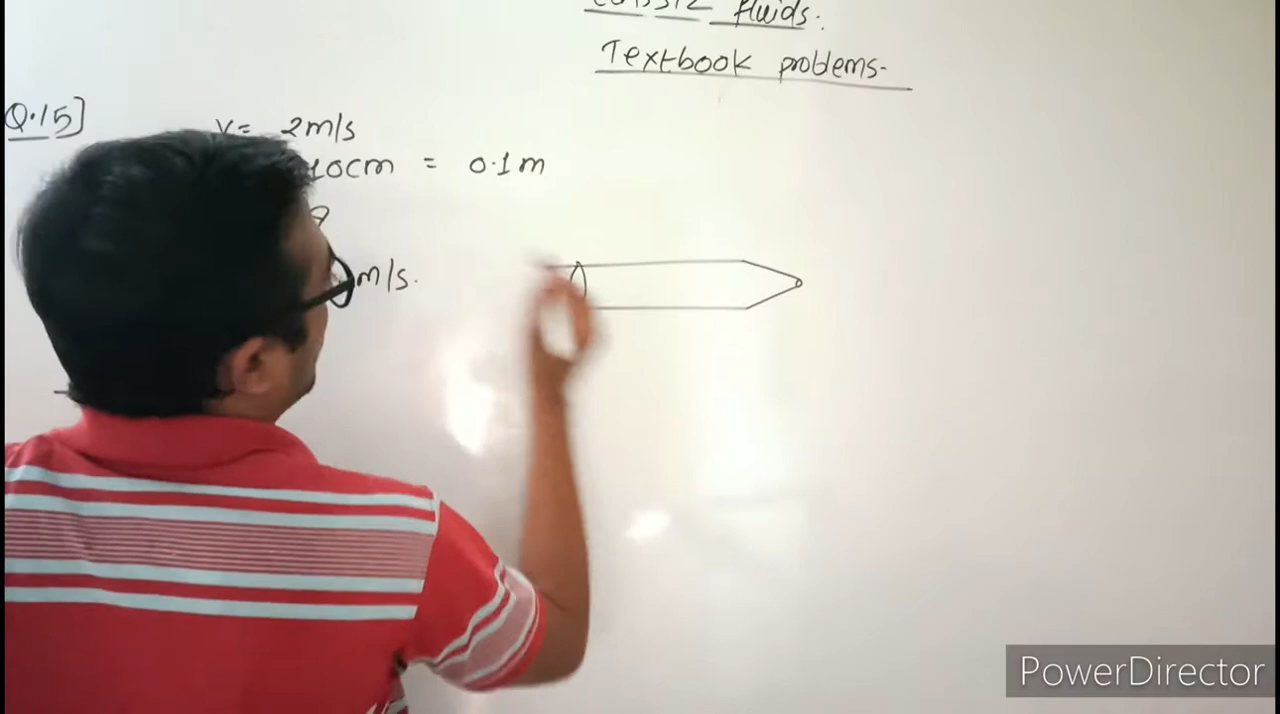 fluids.
Textbook problems.
Q.15]
V= 2m/s
10cm = 0.1m
m/s.
PowerDirector